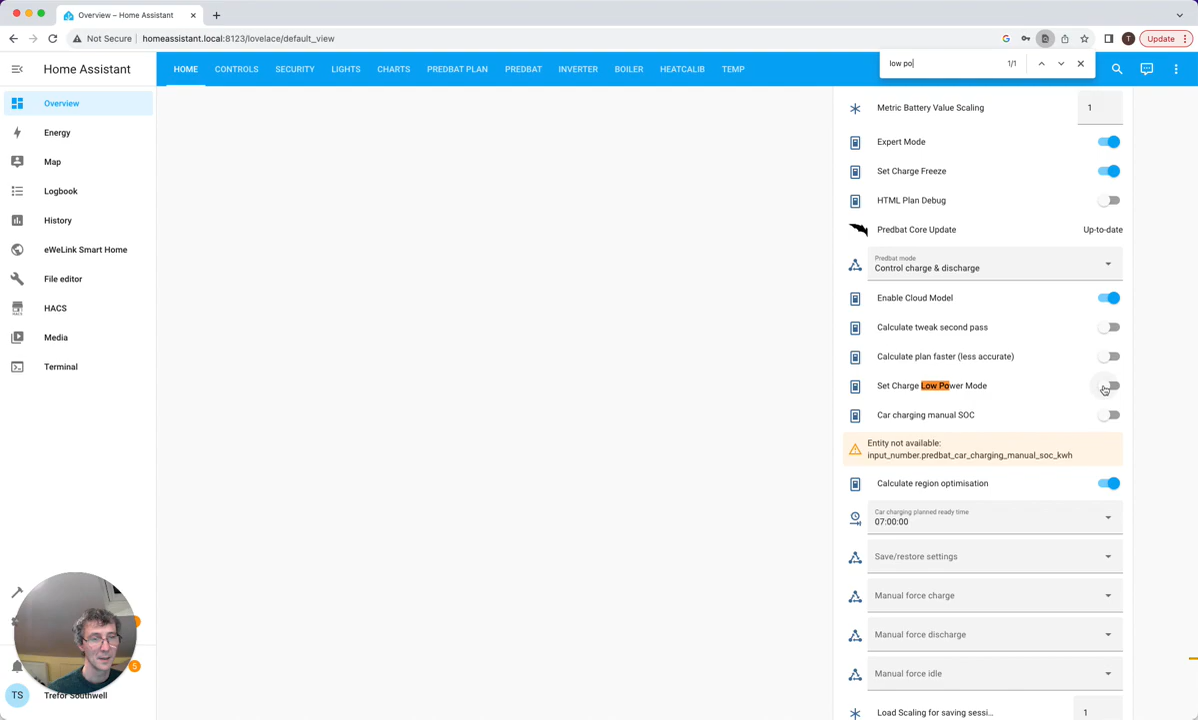 Overview – Home Assistant
Not Secure
homeassistant.local:8123/lovelace/default_view
Update
low po
1/1
Home Assistant
HOME
CONTROLS
SECURITY
LIGHTS
CHARTS
PREDBAT PLAN
PREDBAT
INVERTER
BOILER
HEATCALIB
TEMP
Overview
Energy
Map
Logbook
History
eWeLink Smart Home
File editor
HACS
Media
Terminal
5
TS
Trefor Southwell
Metric Battery Value Scaling
1
Expert Mode
Set Charge Freeze
HTML Plan Debug
Predbat Core Update
Up-to-date
Predbat mode
Control charge & discharge
Enable Cloud Model
Calculate tweak second pass
Calculate plan faster (less accurate)
Set Charge Low Power Mode
Car charging manual SOC
Entity not available:
input_number.predbat_car_charging_manual_soc_kwh
Calculate region optimisation
Car charging planned ready time
07:00:00
Save/restore settings
Manual force charge
Manual force discharge
Manual force idle
Load Scaling for saving sessi...
1